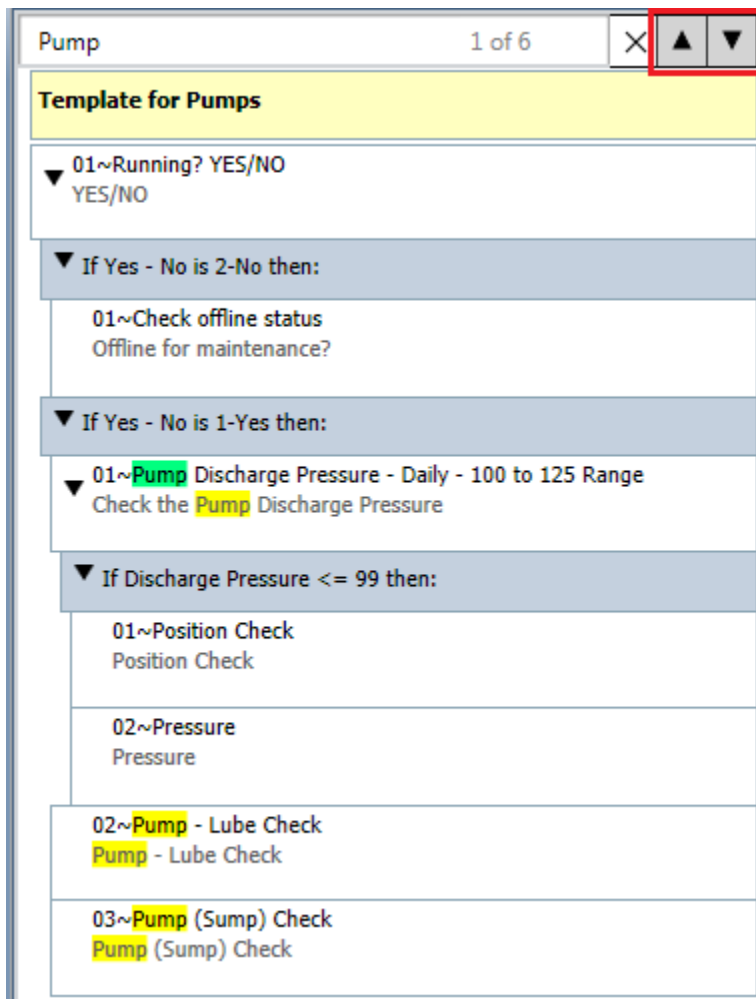 Pump 1 of 6
Template for Pumps
01~Running? YES/NO
YES/NO
If Yes - No is 2-No then:
01~Check offline status
Offline for maintenance?
If Yes - No is 1-Yes then:
01~Pump Discharge Pressure - Daily - 100 to 125 Range
Check the Pump Discharge Pressure
If Discharge Pressure <= 99 then:
01~Position Check
Position Check
02~Pressure
Pressure
02~Pump - Lube Check
Pump - Lube Check
03~Pump (Sump) Check
Pump (Sump) Check